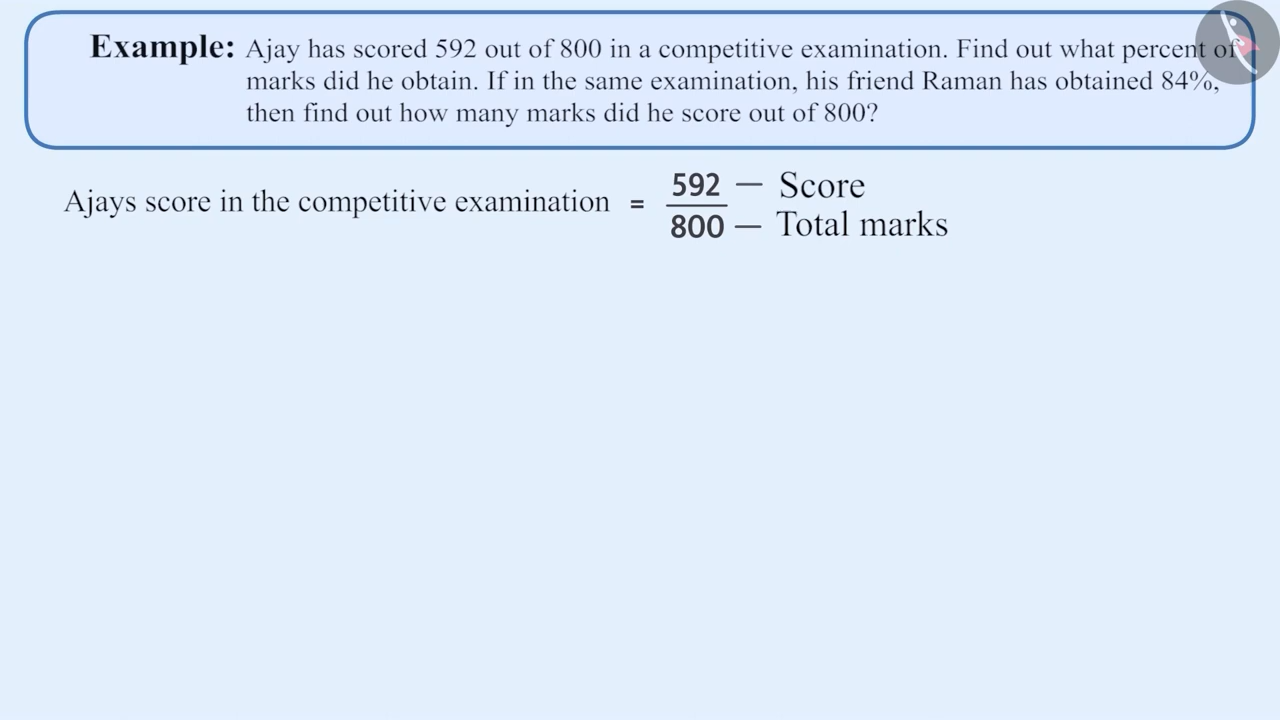 Example: Ajay has scored 592 out of 800 in a competitive examination. Find out what percent of
marks did he obtain. If in the same examination, his friend Raman has obtained 84%,
then find out how many marks did he score out of 800?
Ajays score in the competitive examination = 592 — Score
800 — Total marks